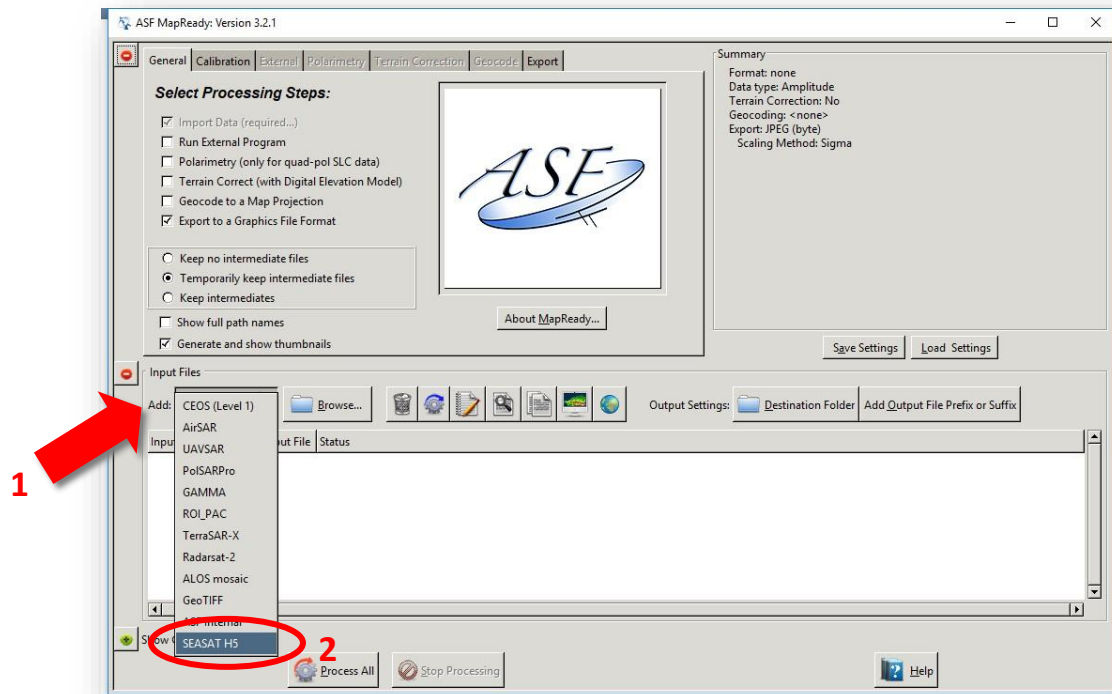 ASF MapReady: Version 3.2.1
General Calibration External Polarimetry Terrain Correction Geocode Export
Select Processing Steps:
Import Data (required...)
Run External Program
Polarimetry (only for quad-pol SLC data)
Terrain Correct (with Digital Elevation Model)
Geocode to a Map Projection
Export to a Graphics File Format
Keep no intermediate files
Temporarily keep intermediate files
Keep intermediates
Show full path names
Generate and show thumbnails
ASF
About MapReady...
Summary
Format: none
Data type: Amplitude
Terrain Correction: No
Geocoding: <none>
Export: JPEG (byte)
Scaling Method: Sigma
Save Settings Load Settings
Input Files
Add:
CEOS (Level 1)
AirSAR
UAVSAR
PolSARPro
GAMMA
ROI_PAC
TerraSAR-X
Radarsat-2
ALOS mosaic
GeoTIFF
ASF Internal
SEASAT H5
Browse...
Output Settings: Destination Folder Add Output File Prefix or Suffix
File Status
1
2
Show
Process All Stop Processing Help